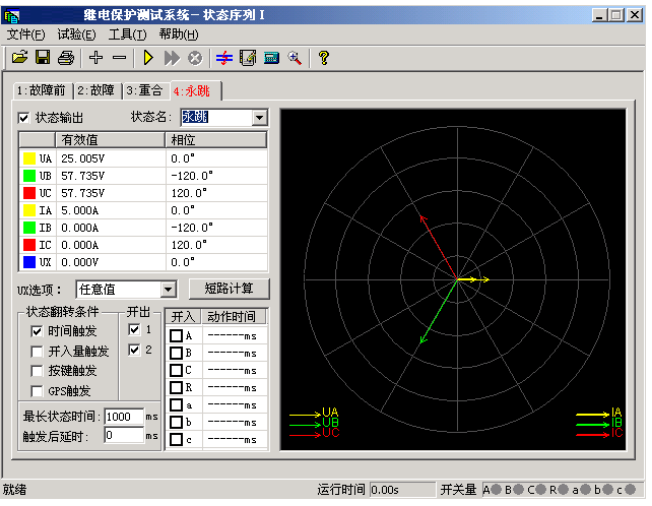 继电保护测试系统－状态序列 I
文件(F) 试验(E) 工具(T) 帮助(H)
1:故障前 2:故障 3:重合 4:永跳
状态输出 状态名: 永跳
有效值 相位
UA 25.005V 0.0°
UB 57.735V -120.0°
UC 57.735V 120.0°
IA 5.000A 0.0°
IB 0.000A -120.0°
IC 0.000A 120.0°
UX 0.000V 0.0°
UX选项: 任意值 短路计算
状态翻转条件 开出 开入 动作时间
时间触发 1 A ------ms
开入量触发 2 B ------ms
按键触发 C ------ms
GPS触发 R ------ms
a ------ms
最长状态时间: 1000 ms b ------ms
触发后延时: 0 ms c ------ms
UA IA
UB IB
UC IC
就绪 运行时间 0.00s 开关量 A B C R a b c